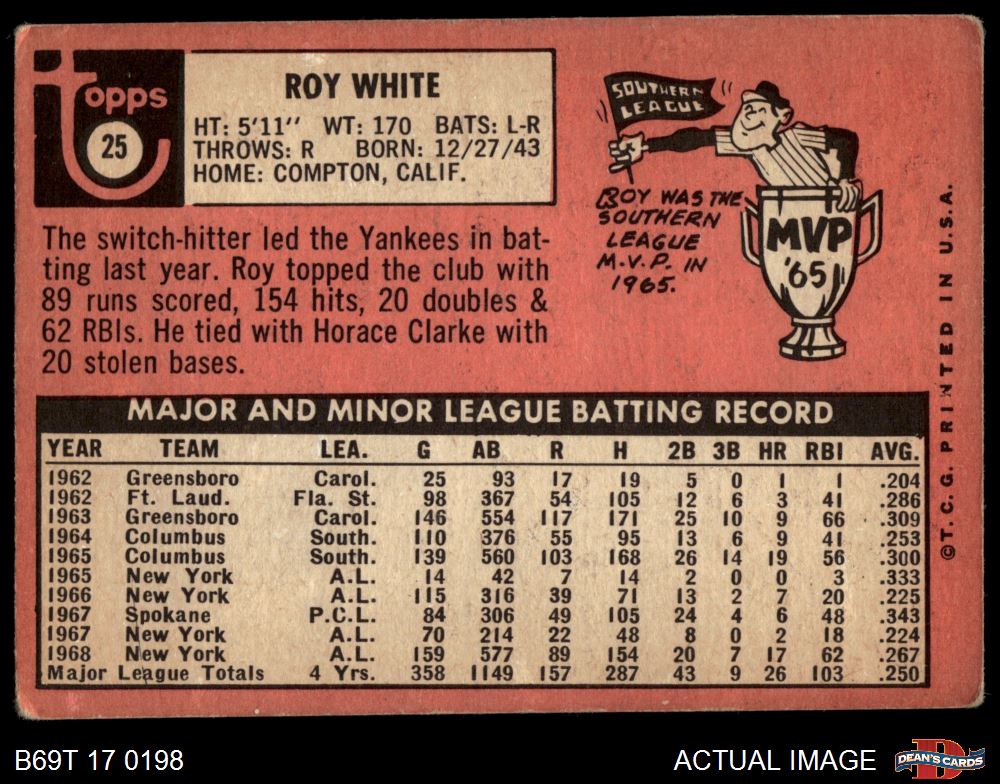 topps
25
ROY WHITE
HT: 5'11" WT: 170 BATS: L-R
THROWS: R BORN: 12/27/43
HOME: COMPTON, CALIF.
SOUTHERN
LEAGUE
ROY WAS THE
SOUTHERN
LEAGUE
M.V.P. IN
1965.
MVP
'65
The switch-hitter led the Yankees in bat-
ting last year. Roy topped the club with
89 runs scored, 154 hits, 20 doubles &
62 RBIs. He tied with Horace Clarke with
20 stolen bases.
MAJOR AND MINOR LEAGUE BATTING RECORD
YEAR TEAM LEA. G AB R H 2B 3B HR RBI AVG.
1962 Greensboro Carol. 25 93 17 19 5 0 1 1 .204
1962 Ft. Laud. Fla. St. 98 367 54 105 12 6 3 41 .286
1963 Greensboro Carol. 146 554 117 171 25 10 9 66 .309
1964 Columbus South. 110 376 55 95 13 6 9 41 .253
1965 Columbus South. 139 560 103 168 26 14 19 56 .300
1965 New York A.L. 14 42 7 14 2 0 0 3 .333
1966 New York A.L. 115 316 39 71 13 2 7 20 .225
1967 Spokane P.C.L. 84 306 49 105 24 4 6 48 .343
1967 New York A.L. 70 214 22 48 8 0 2 18 .224
1968 New York A.L. 159 577 89 154 20 7 17 62 .267
Major League Totals 4 Yrs. 358 1149 157 287 43 9 26 103 .250
©T.C.G. PRINTED IN U.S.A.
B69T 17 0198
ACTUAL IMAGE
DEAN'S CARDS